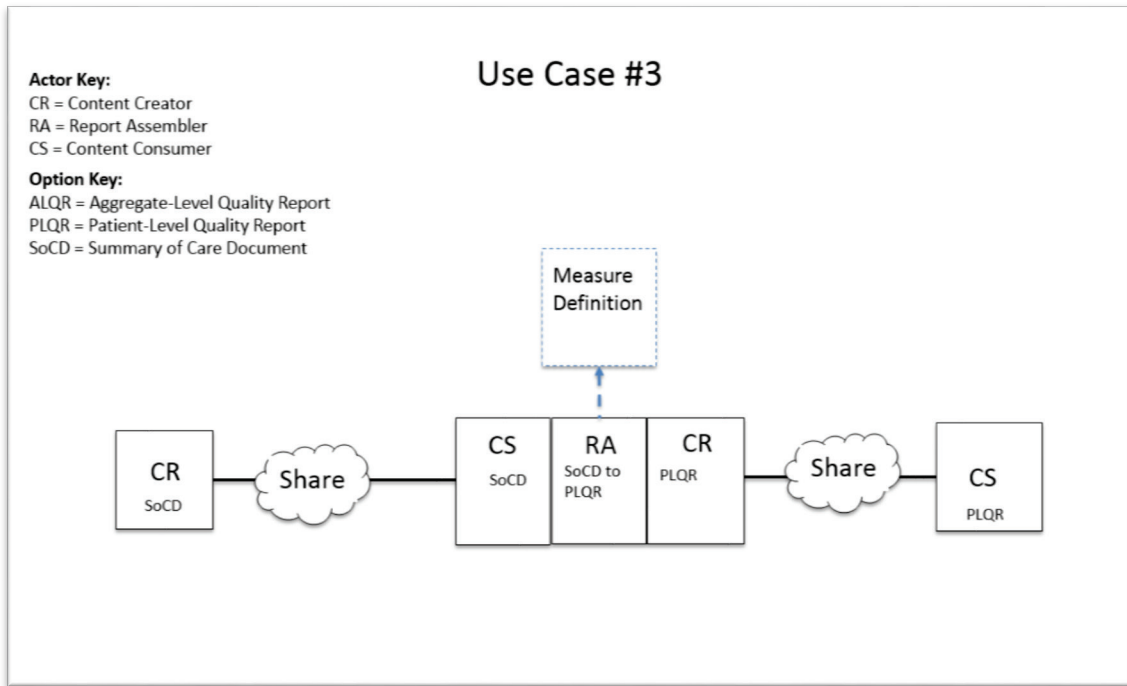 Use Case #3
Actor Key:
CR = Content Creator
RA = Report Assembler
CS = Content Consumer
Option Key:
ALQR = Aggregate-Level Quality Report
PLQR = Patient-Level Quality Report
SoCD = Summary of Care Document
Measure
Definition
CR
SoCD
Share
CS
SoCD
RA
SoCD to
PLQR
CR
PLQR
Share
CS
PLQR